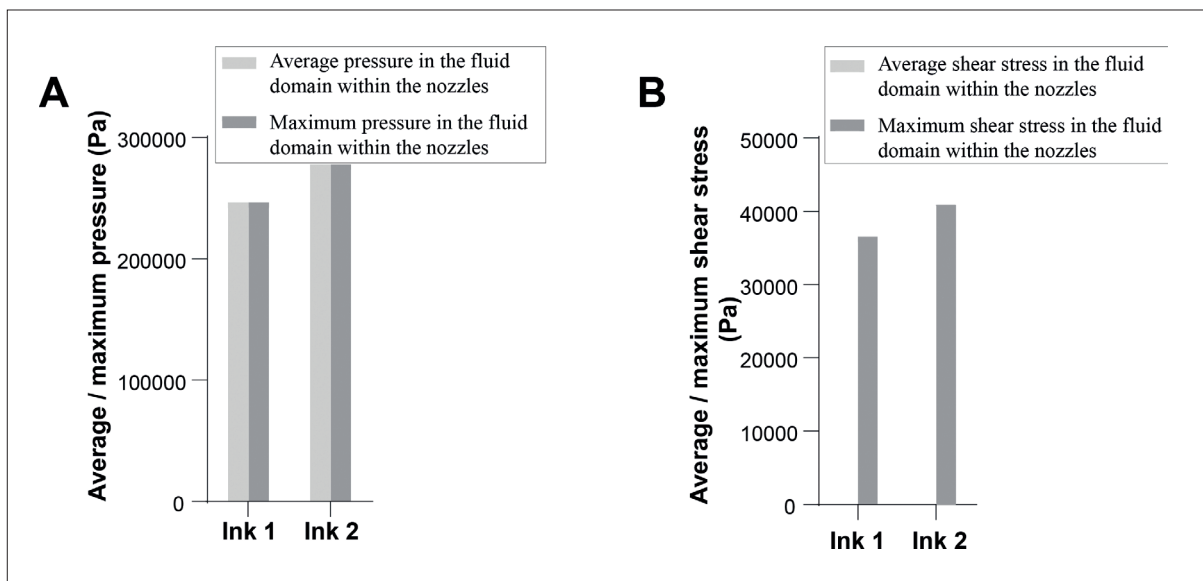 A
Average pressure in the fluid
domain within the nozzles
Maximum pressure in the fluid
domain within the nozzles
Average / maximum pressure (Pa)
300000
200000
100000
0
Ink 1 Ink 2
B
Average shear stress in the fluid
domain within the nozzles
Maximum shear stress in the fluid
domain within the nozzles
Average / maximum shear stress
(Pa)
50000
40000
30000
20000
10000
0
Ink 1 Ink 2